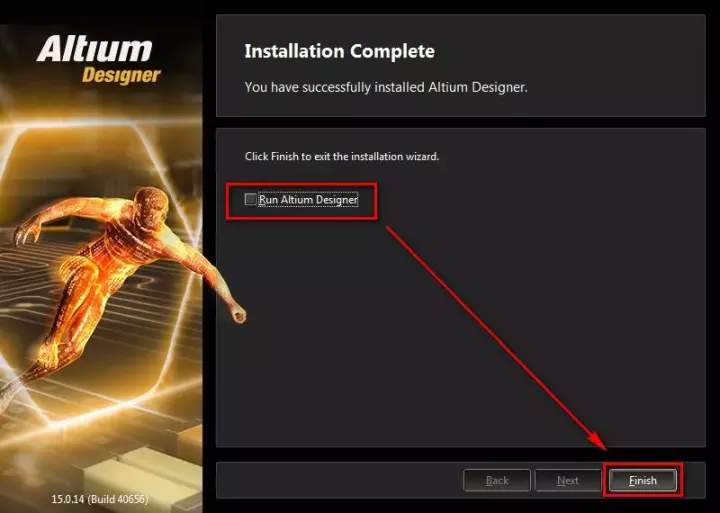 Altium
Designer
Installation Complete
You have successfully installed Altium Designer.
Click Finish to exit the installation wizard.
Run Altium Designer
Back
Next
Finish
15.0.14 (Build 40656)